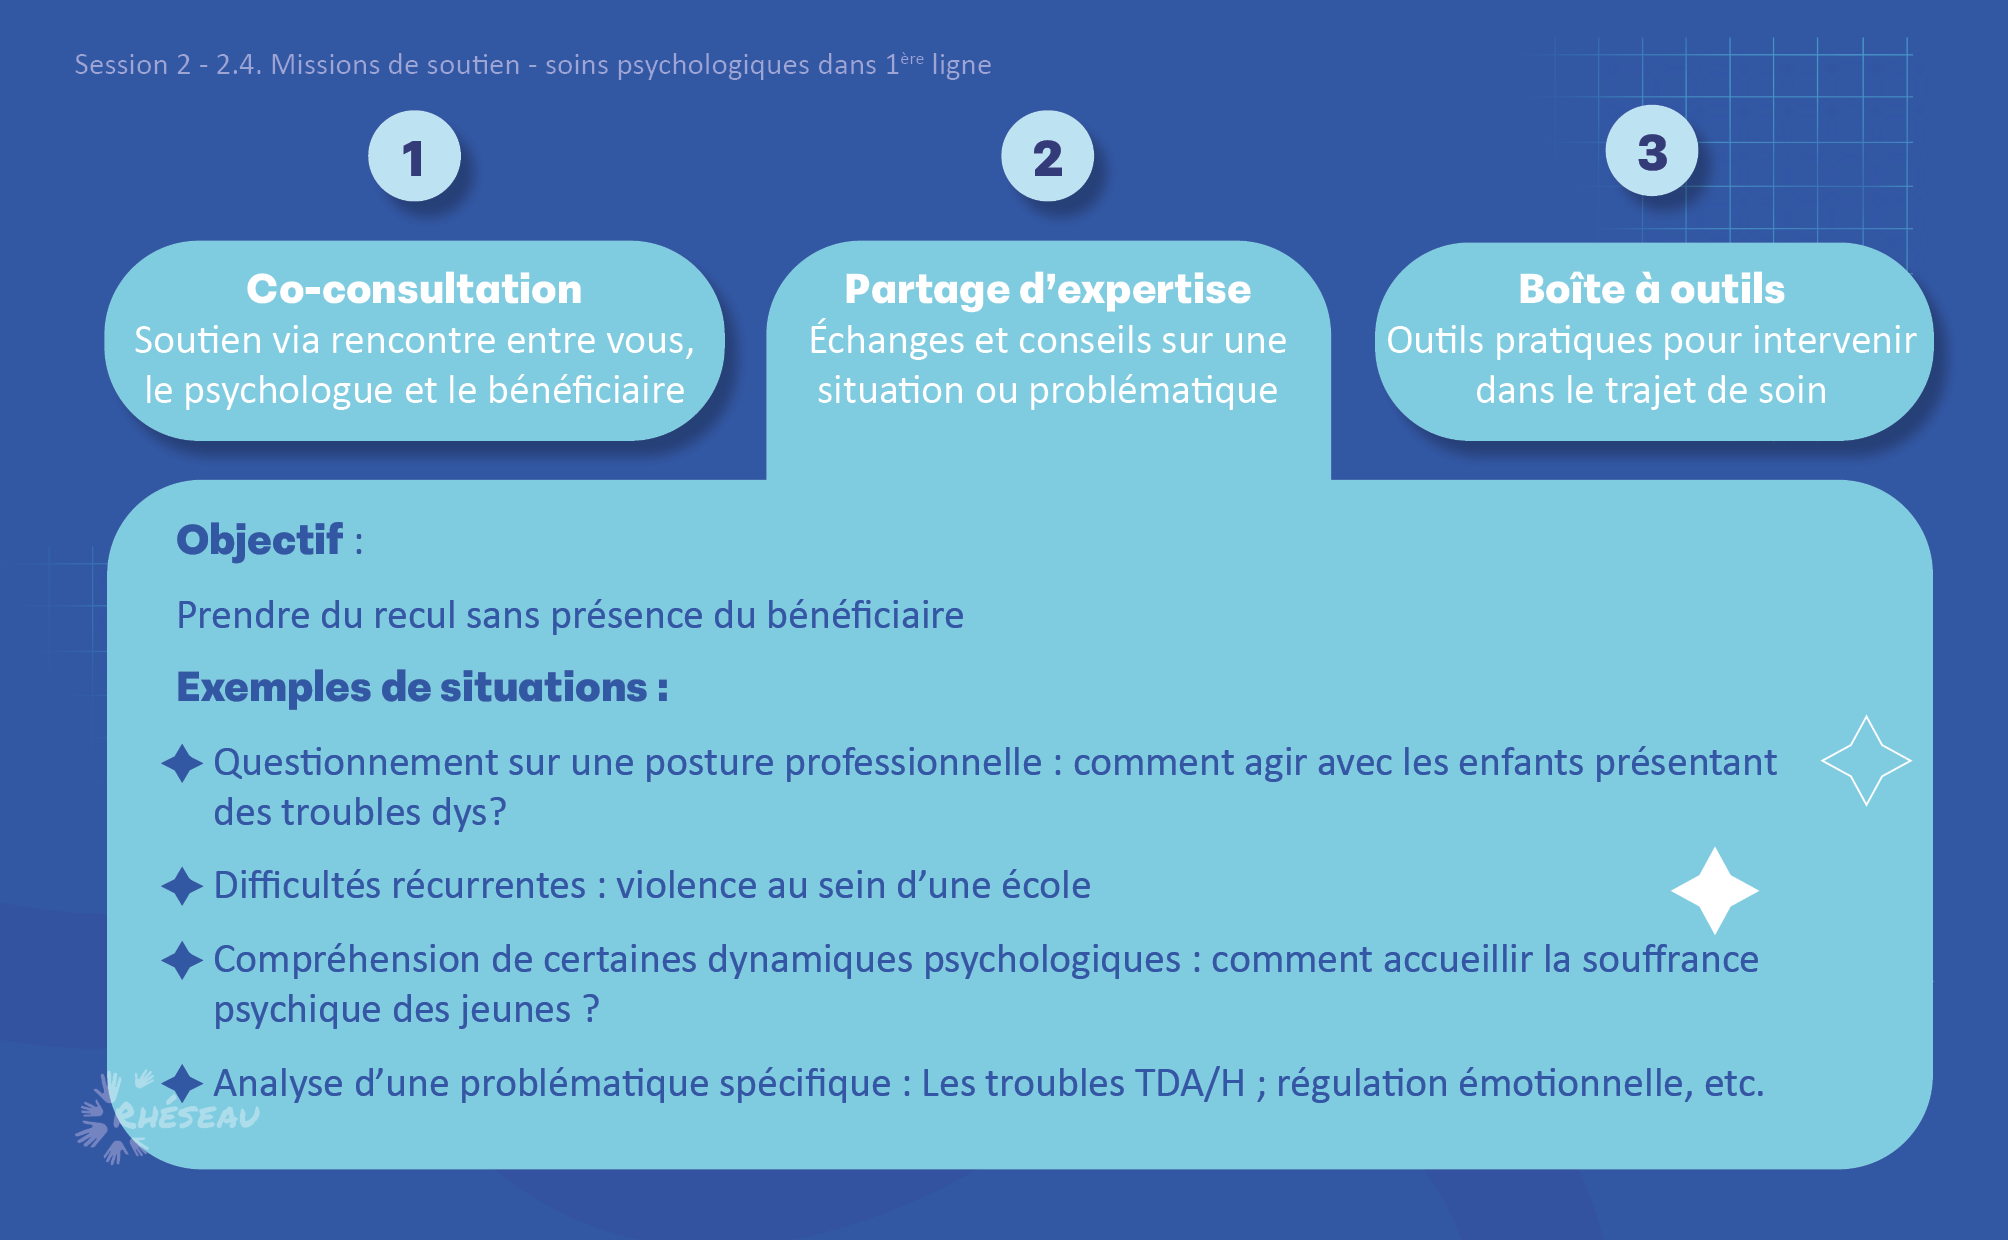 Session 2 - 2.4. Missions de soutien - soins psychologiques dans 1ère ligne
1
2
3
Co-consultation
Soutien via rencontre entre vous,
le psychologue et le bénéficiaire
Partage d’expertise
Échanges et conseils sur une
situation ou problématique
Boîte à outils
Outils pratiques pour intervenir
dans le trajet de soin
Objectif :
Prendre du recul sans présence du bénéficiaire
Exemples de situations :
Questionnement sur une posture professionnelle : comment agir avec les enfants présentant
des troubles dys?
Difficultés récurrentes : violence au sein d’une école
Compréhension de certaines dynamiques psychologiques : comment accueillir la souffrance
psychique des jeunes ?
Analyse d’une problématique spécifique : Les troubles TDA/H ; régulation émotionnelle, etc.
RHÉSEAU